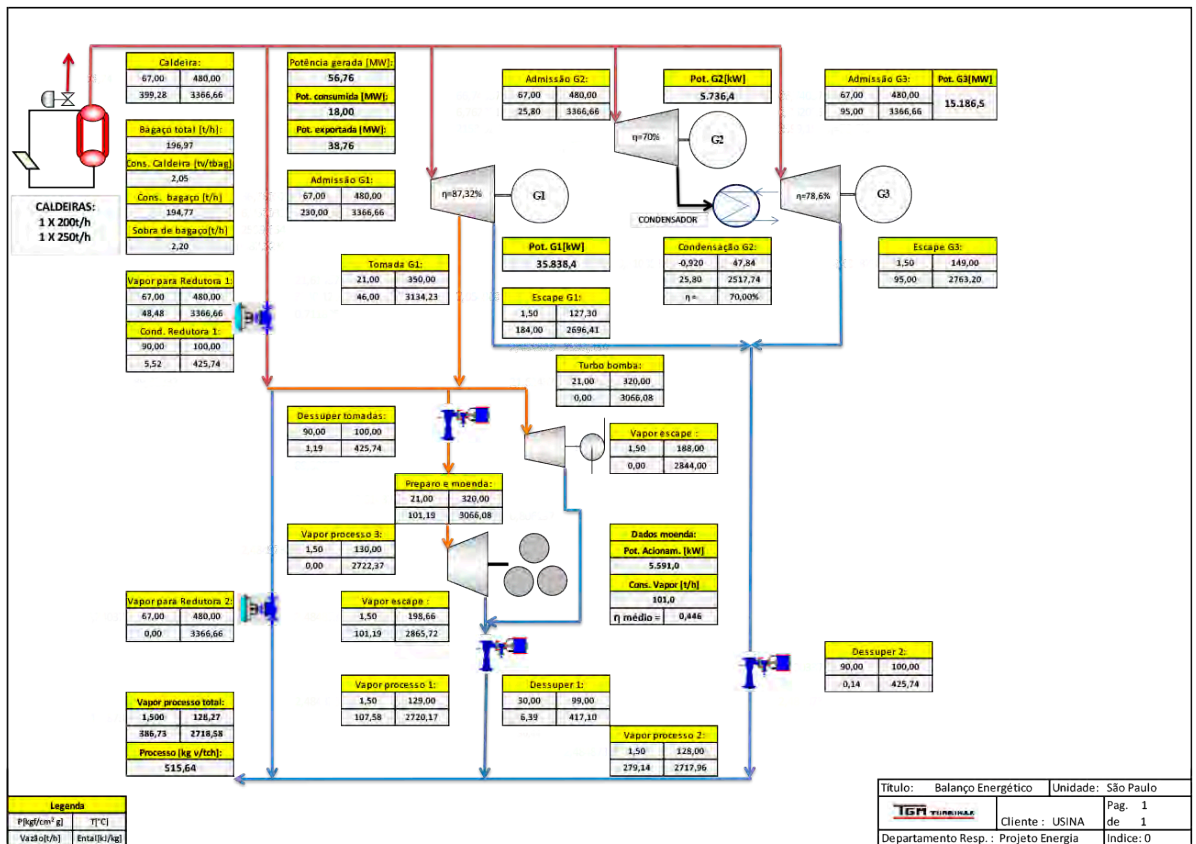 Caldeira:
67,00 480,00
399,28 3366,66
Potência gerada [MW]:
56,76
Pot. consumida [MW]:
18,00
Pot. exportada [MW]:
38,76
Admissão G2:
67,00 480,00
25,80 3366,66
Pot. G2[kW]
5.736,4
Admissão G3:
67,00 480,00
95,00 3366,66
Pot. G3[MW]
15.186,5
Bagaço total [t/h]:
196,97
Cons. Caldeira [tv/tbag]
2,05
Cons. bagaço [t/h]
194,77
Sobra de bagaço[t/h]
2,20
η=70%
G2
CALDEIRAS:
1 X 200t/h
1 X 250t/h
Admissão G1:
67,00 480,00
230,00 3366,66
η=87,32%
G1
η=78,6%
G3
CONDENSADOR
Pot. G1[kW]
35.838,4
Condensação G2:
-0,920 47,84
25,80 2517,74
η = 70,00%
Escape G3:
1,50 149,00
95,00 2763,20
Tomada G1:
21,00 350,00
46,00 3134,23
Vapor para Redutora 1:
67,00 480,00
48,48 3366,66
Cond. Redutora 1:
90,00 100,00
5,52 425,74
Escape G1:
1,50 127,30
184,00 2696,41
Turbo bomba:
21,00 320,00
0,00 3066,08
Dessuper tomadas:
90,00 100,00
1,19 425,74
Vapor escape :
1,50 188,00
0,00 2844,00
Preparo e moenda:
21,00 320,00
101,19 3066,08
Vapor processo 3:
1,50 130,00
0,00 2722,37
Dados moenda:
Pot. Acionam. [kW]
5.591,0
Cons. Vapor [t/h]
101,0
η médio = 0,446
Vapor para Redutora 2:
67,00 480,00
0,00 3366,66
Vapor escape :
1,50 198,66
101,19 2865,72
Dessuper 2:
90,00 100,00
0,14 425,74
Vapor processo 1:
1,50 129,00
107,58 2720,17
Dessuper 1:
30,00 99,00
6,39 417,10
Vapor processo total:
1,500 128,27
386,73 2718,58
Processo [kg v/tch]:
515,64
Vapor processo 2:
1,50 128,00
279,14 2717,96
Legenda
P[kgf/cm² g] T[°C]
Vazão[t/h] Ental[kJ/kg]
Título: Balanço Energético Unidade: São Paulo
TGM TURBINAS
Cliente : USINA
Pag. 1
de 1
Departamento Resp. : Projeto Energia
Indice: 0